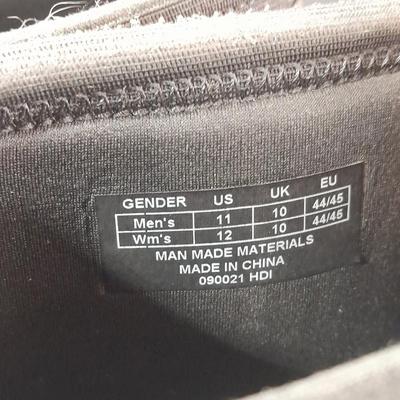 GENDER US UK EU
Men's 11 10 44/45
Wm's 12 10 44/45
MAN MADE MATERIALS
MADE IN CHINA
090021 HDI